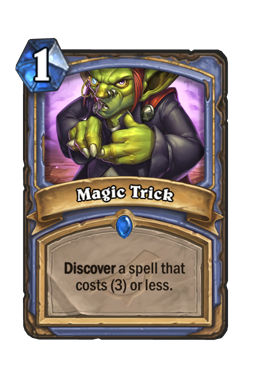 1
Magic Trick
Discover a spell that
costs (3) or less.